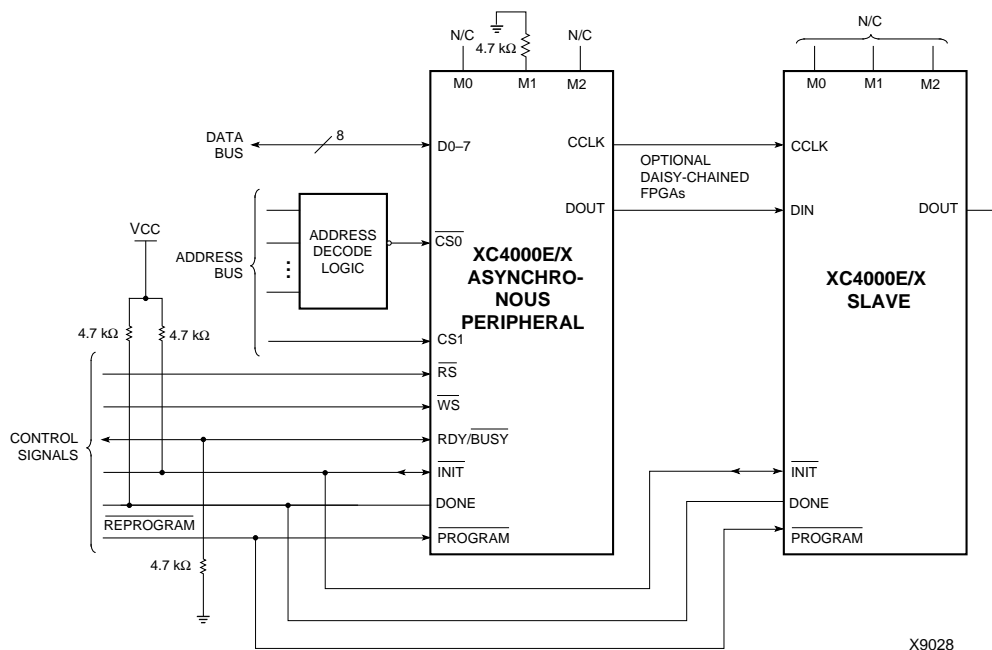 N/C
4.7 kΩ
N/C
N/C
M0
M1
M2
M0
M1
M2
DATA
BUS
8
D0–7
CCLK
OPTIONAL
DAISY-CHAINED
FPGAs
CCLK
DOUT
DIN
DOUT
VCC
ADDRESS
BUS
ADDRESS
DECODE
LOGIC
CS0
XC4000E/X
ASYNCHRO-
NOUS
PERIPHERAL
XC4000E/X
SLAVE
4.7 kΩ
4.7 kΩ
CS1
RS
WS
CONTROL
SIGNALS
RDY/BUSY
INIT
INIT
DONE
DONE
REPROGRAM
PROGRAM
PROGRAM
4.7 kΩ
X9028